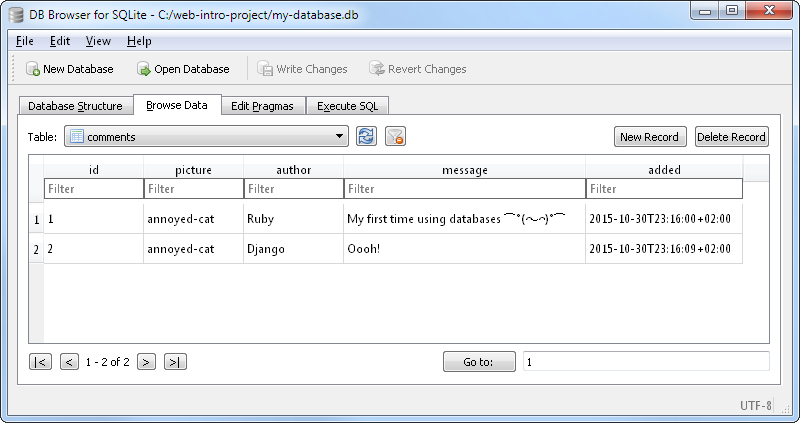 DB Browser for SQLite - C:/web-intro-project/my-database.db
File Edit View Help
New Database Open Database Write Changes Revert Changes
Database Structure Browse Data Edit Pragmas Execute SQL
Table: comments New Record Delete Record
id picture author message added
Filter Filter Filter Filter Filter
1 1 annoyed-cat Ruby My first time using databases 2015-10-30T23:16:00+02:00
2 2 annoyed-cat Django Oooh! 2015-10-30T23:16:09+02:00
|< < 1 - 2 of 2 > >| Go to: 1
UTF-8